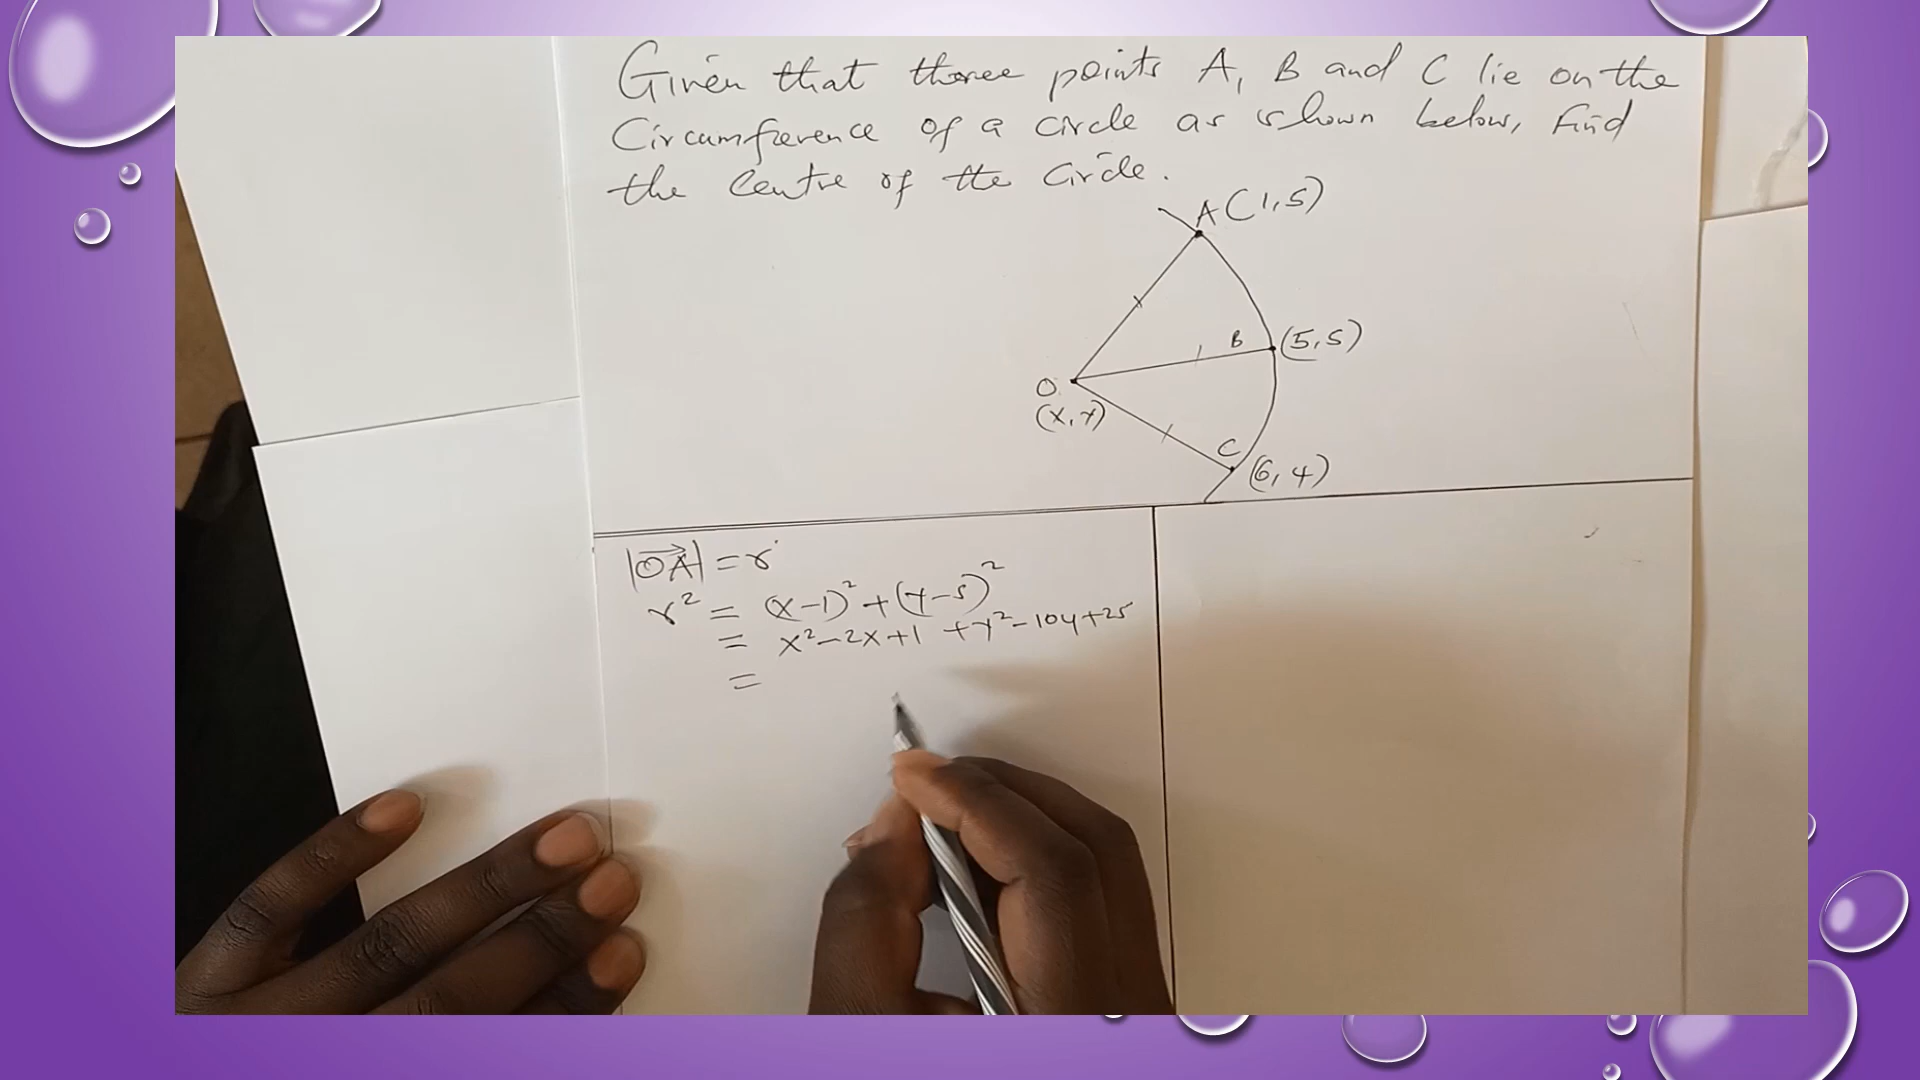 Given that three points A, B and C lie on the
Circumference of a circle as shown below, find
the Centre of the Circle.
A (1,5)
B (5,5)
O
(x,y)
C
(6,4)
|OA| = r
r² = (x-1)² + (y-5)²
= x²-2x+1 +y²-10y+25
=